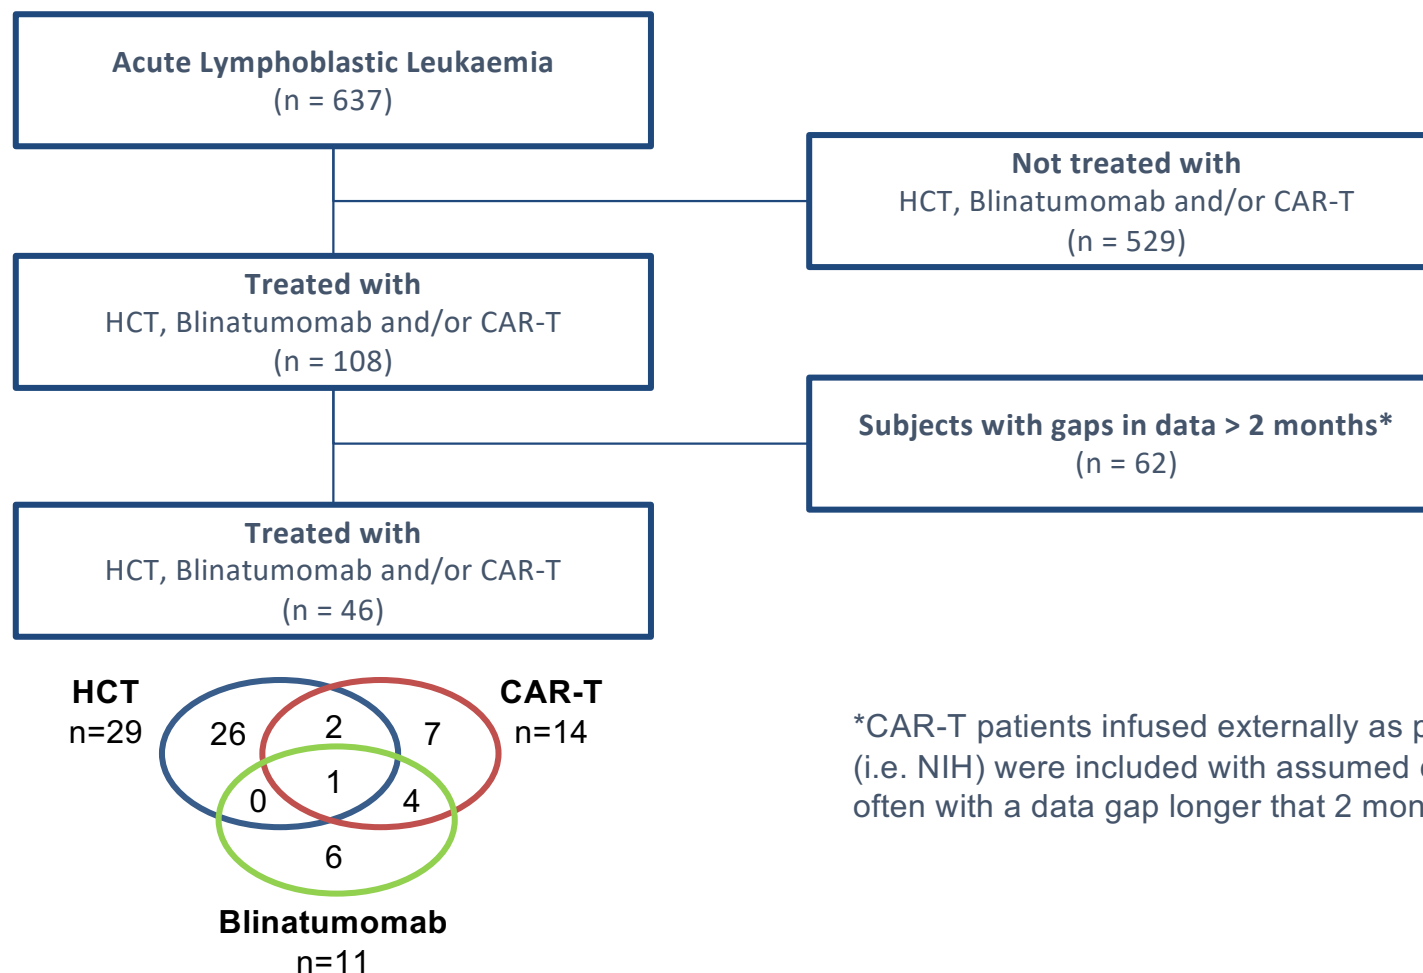 Acute Lymphoblastic Leukaemia
(n = 637)
Not treated with
HCT, Blinatumomab and/or CAR-T
(n = 529)
Treated with
HCT, Blinatumomab and/or CAR-T
(n = 108)
Subjects with gaps in data > 2 months*
(n = 62)
Treated with
HCT, Blinatumomab and/or CAR-T
(n = 46)
HCT
n=29
CAR-T
n=14
26
2
7
1
0
4
6
Blinatumomab
n=11
*CAR-T patients infused externally as
(i.e. NIH) were included with assumed
often with a data gap longer that 2